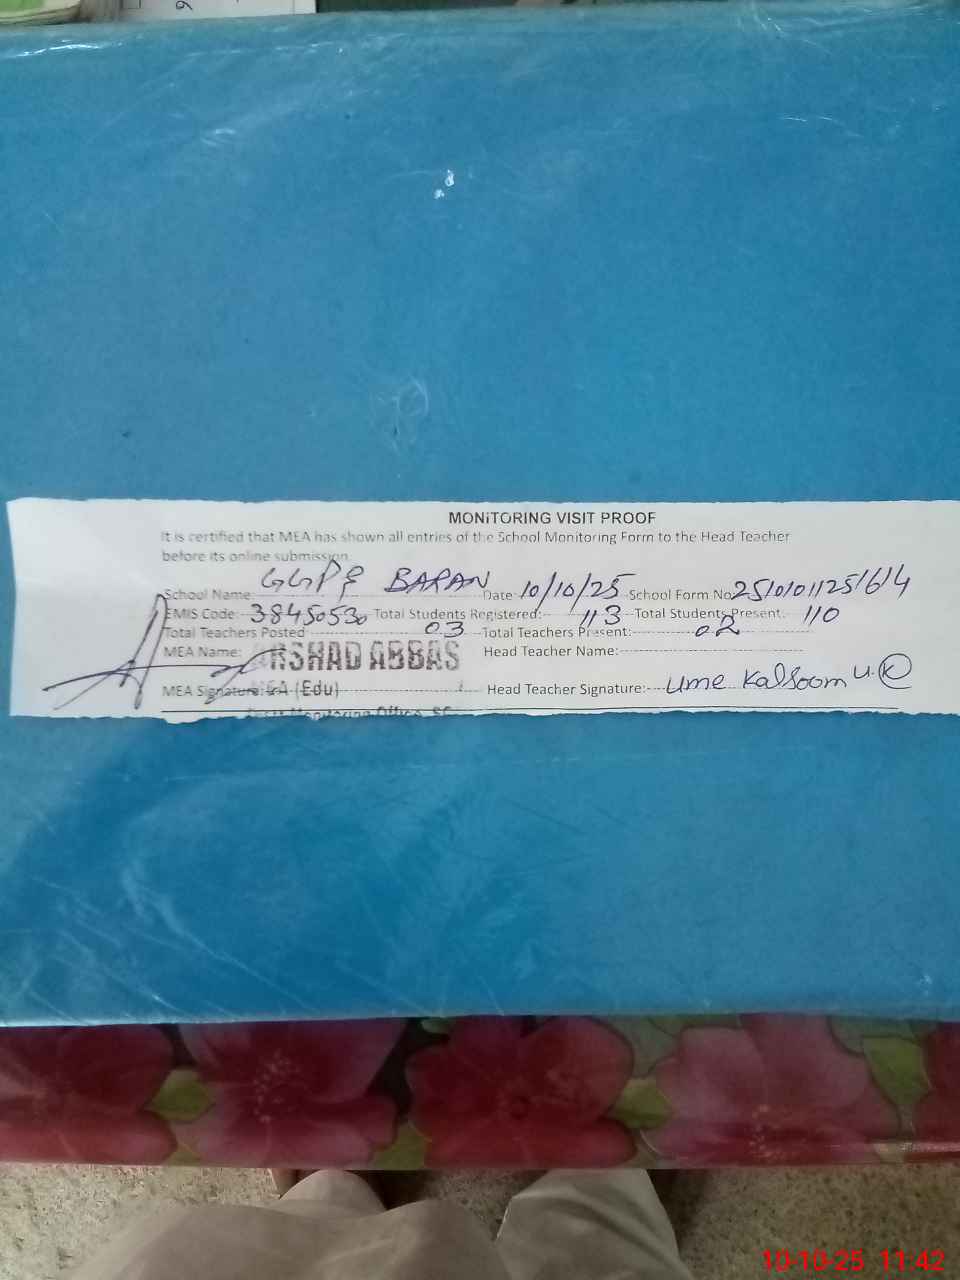 MONiTORING VISIT PROOF
It is certified that MEA has shown all entries of the School Monitoring Form to the Head Teacher
before its online submission.
School Name: GGPS BARAN Date: 10/10/25 School Form No
EMIS Code: 38450530 Total Students Registered: 113 Total Students Present: 110
Total Teachers Posted 03 Total Teachers Present: 02
MEA Name: ARSHAD ABBAS Head Teacher Name:
MEA Signature: MEA (Edu) Head Teacher Signature: Ume Kalsoom U.K
Monitoring Office
10-10-25 11:42